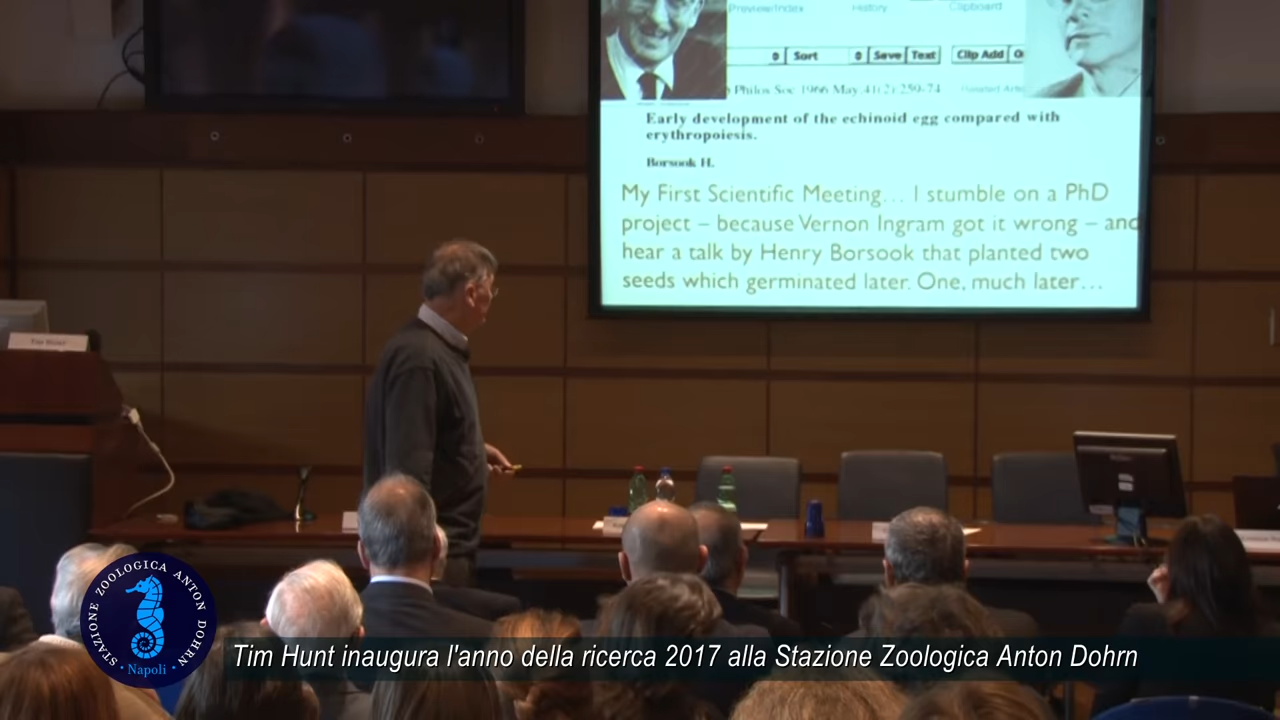 Preview/Index History Clipboard
Sort Save Text Clip Add
Philos Soc 1966 May 41(2) 250-74
Early development of the echinoid egg compared with
erythropoiesis.
Borsook H.
My First Scientific Meeting... I stumble on a PhD
project – because Vernon Ingram got it wrong – and
hear a talk by Henry Borsook that planted two
seeds which germinated later. One, much later...
STAZIONE ZOOLOGICA ANTON DOHRN
• Napoli •
Tim Hunt inaugura l'anno della ricerca 2017 alla Stazione Zoologica Anton Dohrn